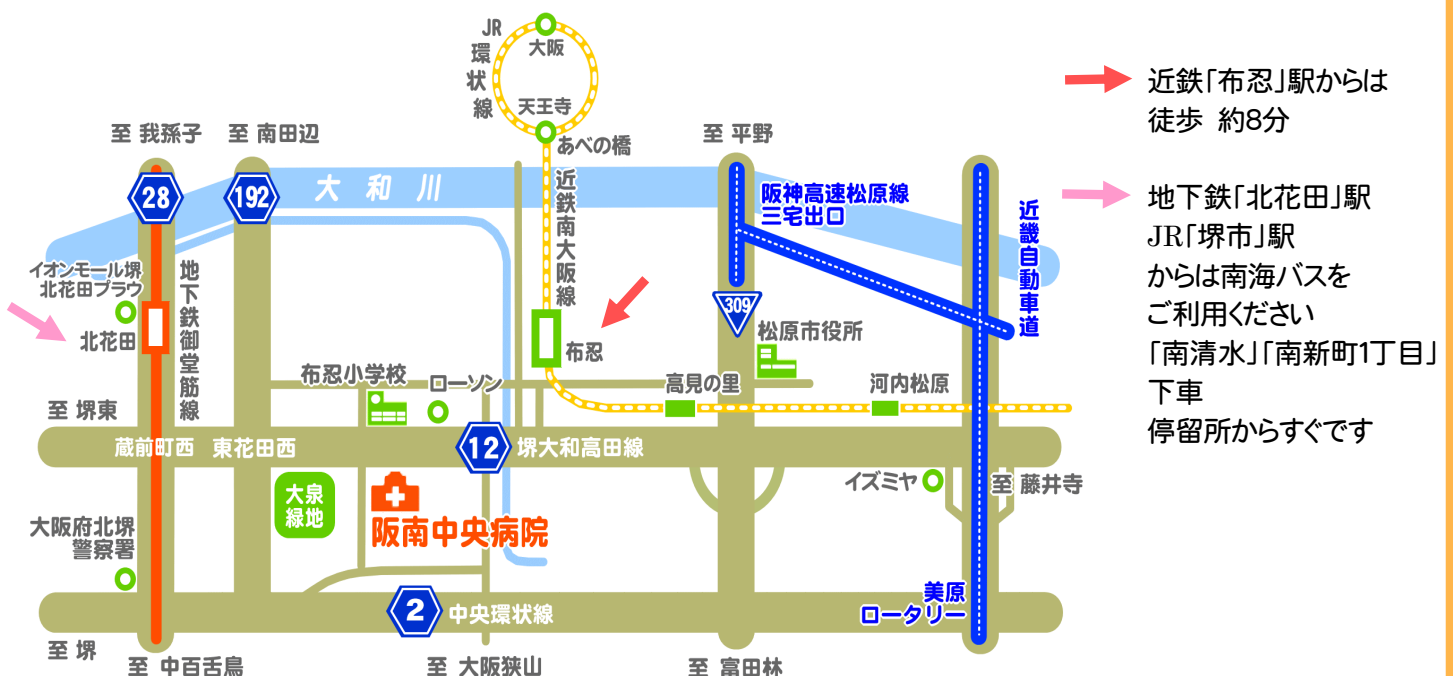 JR
環状線
大阪
天王寺
あべの橋
至 我孫子
至 南田辺
至 平野
28
192
大和川
近鉄南大阪線
阪神高速松原線
三宅出口
近畿自動車道
イオンモール堺
北花田プラウ
地下鉄御堂筋線
北花田
309
布忍
松原市役所
布忍小学校
ローソン
高見の里
河内松原
至 堺東
蔵前町西
東花田西
12
堺大和高田線
大泉
緑地
阪南中央病院
イズミヤ
至 藤井寺
大阪府北堺
警察署
2
中央環状線
美原
ロータリー
至 堺
至 中百舌鳥
至 大阪狭山
至 富田林
近鉄「布忍」駅からは
徒歩 約8分
地下鉄「北花田」駅
JR「堺市」駅
からは南海バスを
ご利用ください
「南清水」「南新町1丁目」
下車
停留所からすぐです